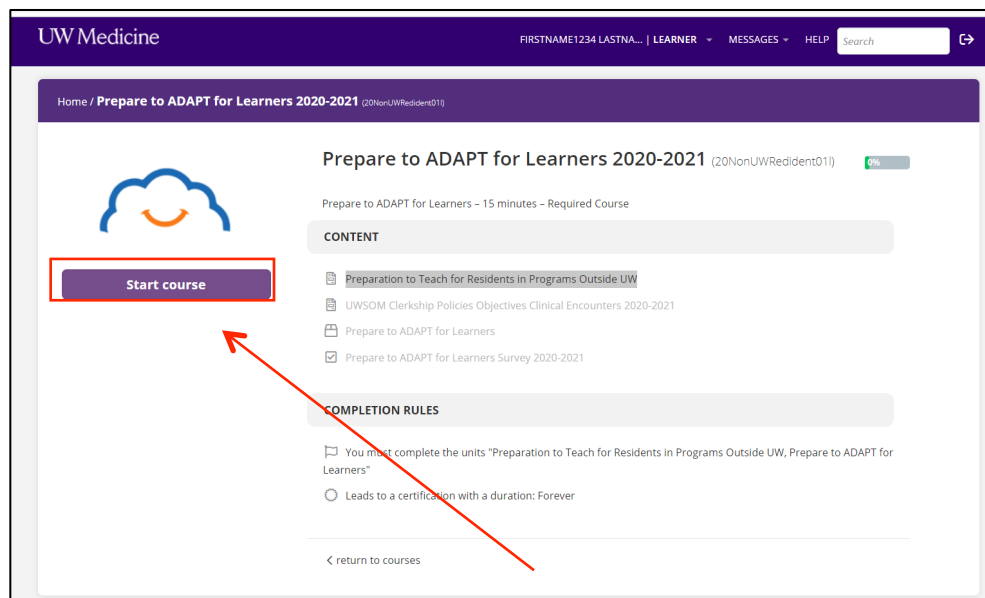 UW Medicine
FIRSTNAME1234 LASTNA... | LEARNER MESSAGES HELP Search
Home / Prepare to ADAPT for Learners 2020-2021 (20NonUWRedident01l)
Prepare to ADAPT for Learners 2020-2021 (20NonUWRedident01l) 0%
Prepare to ADAPT for Learners – 15 minutes – Required Course
CONTENT
Start course
Preparation to Teach for Residents in Programs Outside UW
UWSOM Clerkship Policies Objectives Clinical Encounters 2020-2021
Prepare to ADAPT for Learners
Prepare to ADAPT for Learners Survey 2020-2021
COMPLETION RULES
You must complete the units "Preparation to Teach for Residents in Programs Outside UW, Prepare to ADAPT for
Learners"
Leads to a certification with a duration: Forever
return to courses